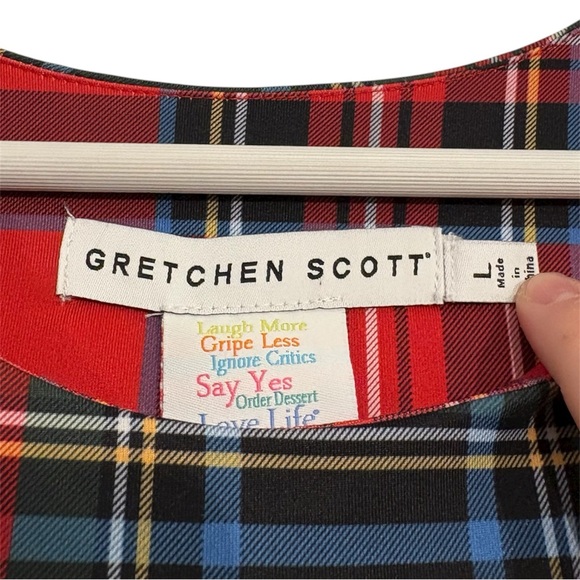 GRETCHEN SCOTT®
L
Made
in
China
Laugh More
Gripe Less
Ignore Critics
Say Yes
Order Dessert
Love Life®